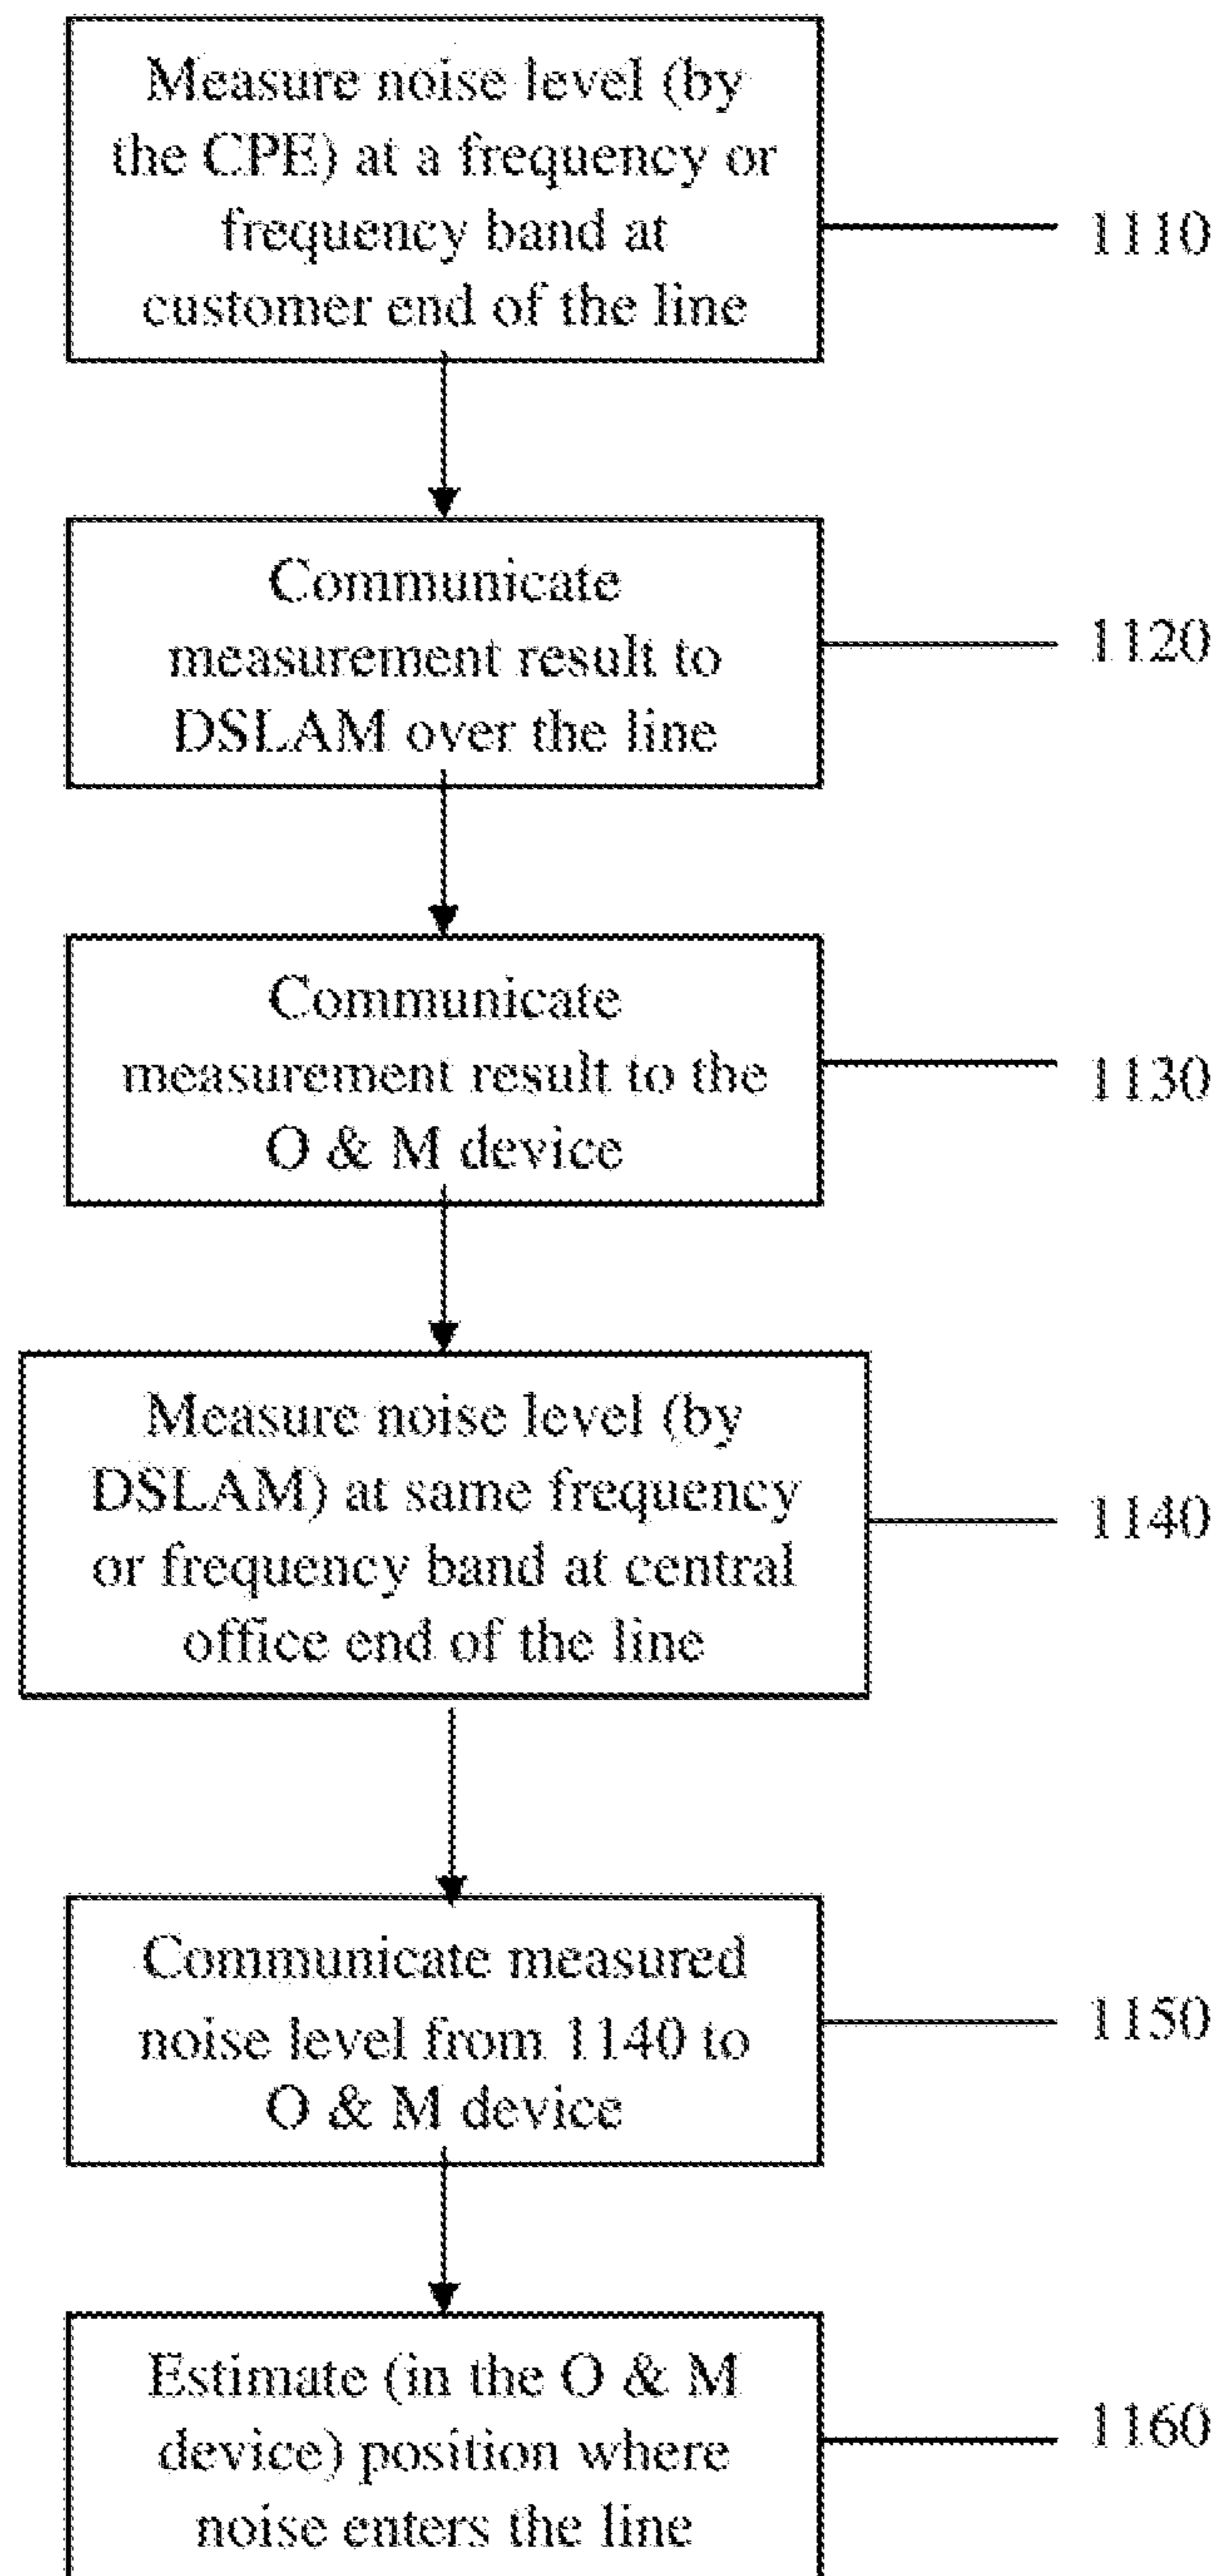 Measure noise level (by
the CPE) at a frequency or
frequency band at
customer end of the line
1110
Communicate
measurement result to
DSLAM over the line
1120
Communicate
measurement result to the
O & M device
1130
Measure noise level (by
DSLAM) at same frequency
or frequency band at central
office end of the line
1140
Communicate measured
noise level from 1140 to
O & M device
1150
Estimate (in the O & M
device) position where
noise enters the line
1160